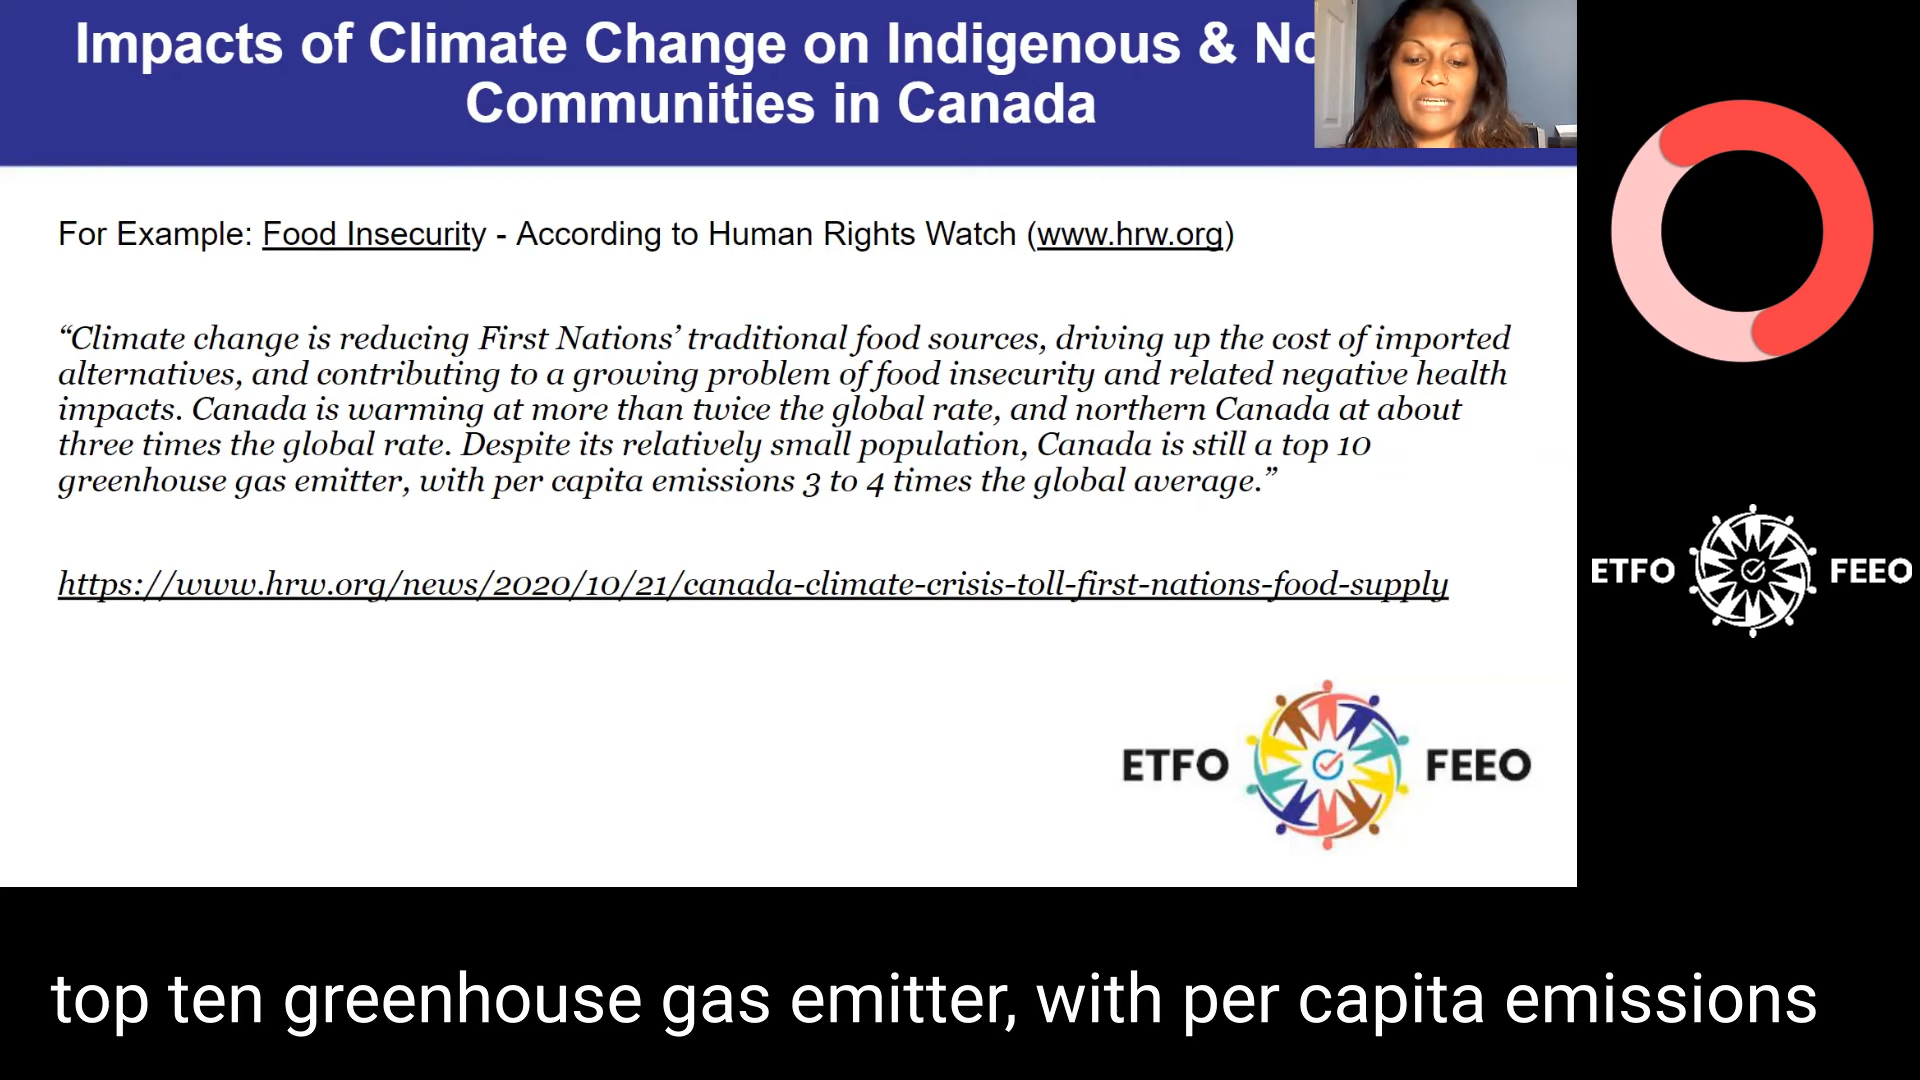 Impacts of Climate Change on Indigenous & No
Communities in Canada
For Example: Food Insecurity - According to Human Rights Watch (www.hrw.org)
“Climate change is reducing First Nations’ traditional food sources, driving up the cost of imported
alternatives, and contributing to a growing problem of food insecurity and related negative health
impacts. Canada is warming at more than twice the global rate, and northern Canada at about
three times the global rate. Despite its relatively small population, Canada is still a top 10
greenhouse gas emitter, with per capita emissions 3 to 4 times the global average.”
https://www.hrw.org/news/2020/10/21/canada-climate-crisis-toll-first-nations-food-supply
ETFO FEEO
ETFO FEEO
top ten greenhouse gas emitter, with per capita emissions